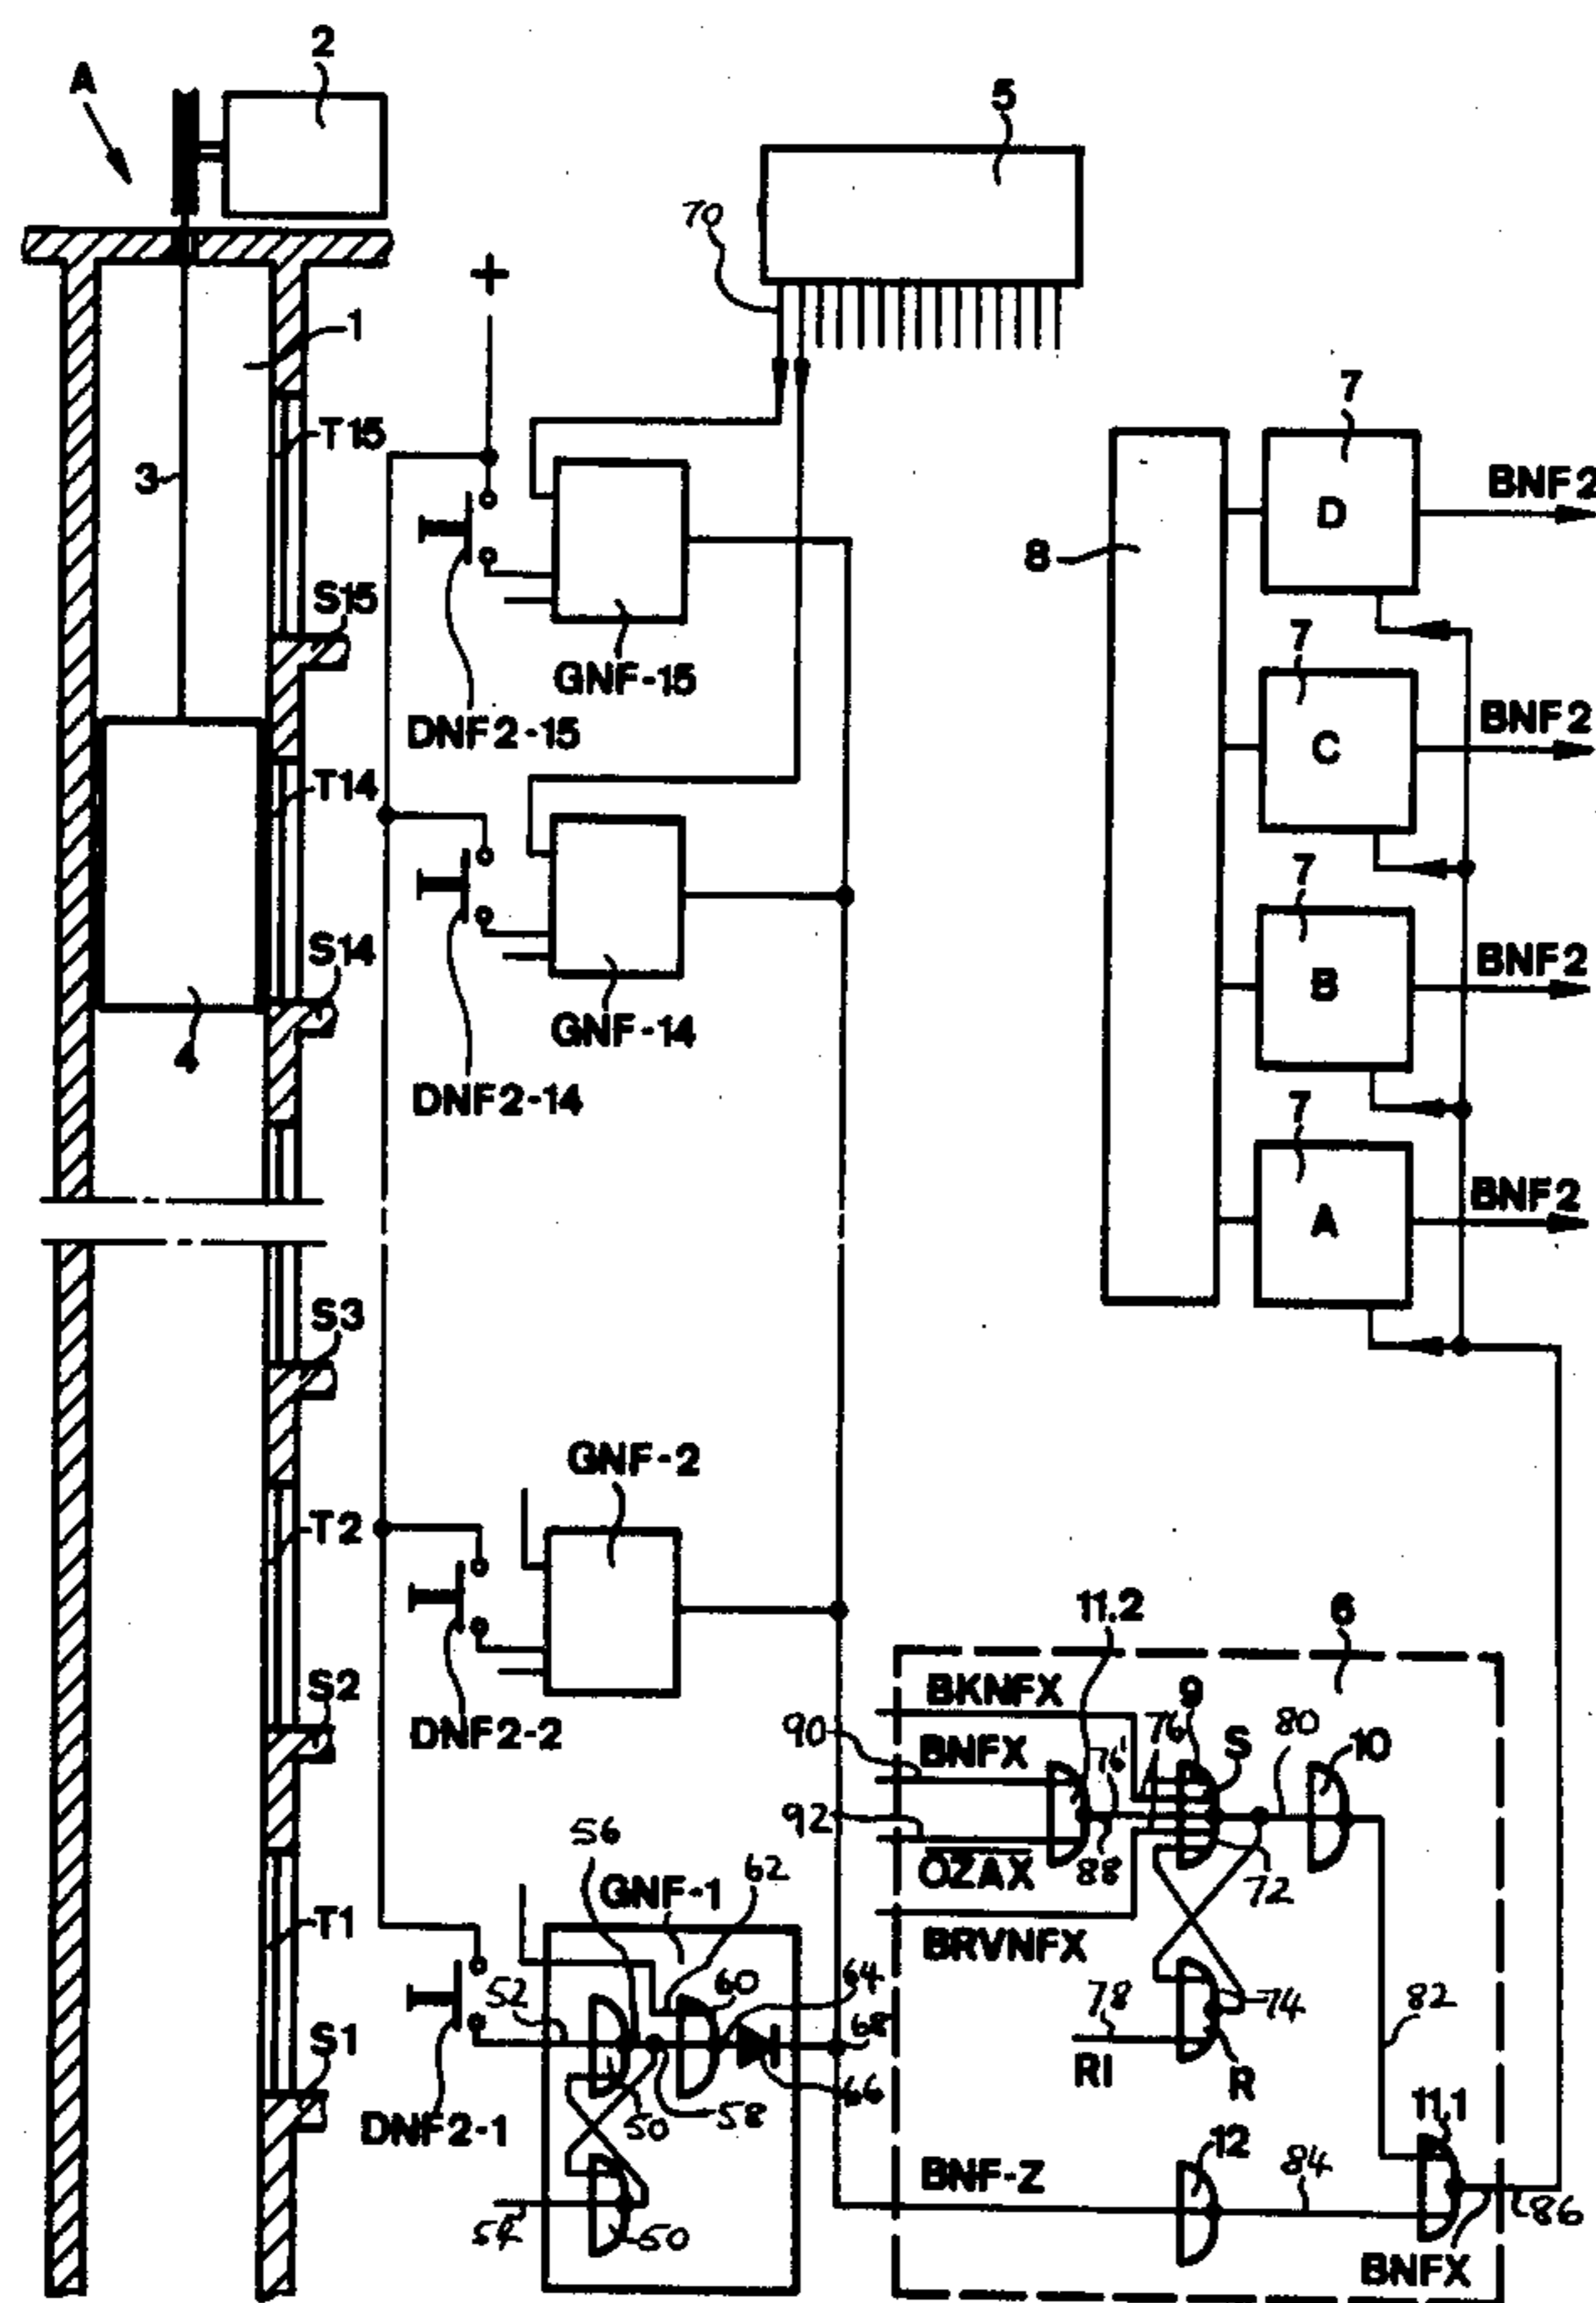 2
A
5
70
+
1
7
T15
3
BNF2
D
8
S15
7
GNF-15
DNF2-15
BNF2
C
T14
7
S14
BNF2
B
GNF-14
4
DNF2-14
7
BNF2
A
S3
GNF-2
T2
11.2
6
S2
BKNFX
9
80
DNF2-2
90
BNFX
76'
76
S
10
92
56
62
OZAX
88
72
GNF-1
T1
BRVNFX
52
60
64
78
74
82
68
S1
RI
R
66
50
58
11.1
DNF2-1
12
BNF-Z
84
54
50
86
BNFX